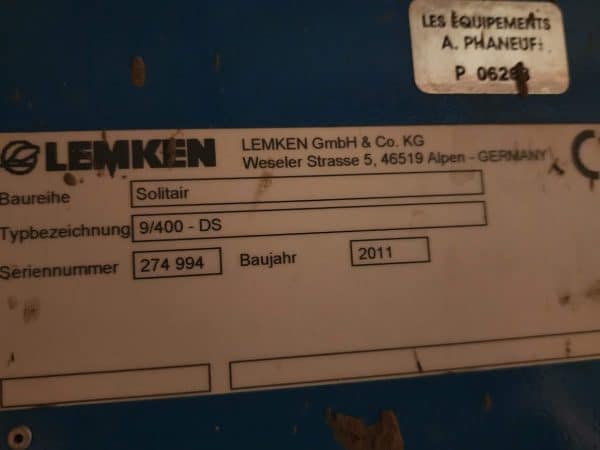 LES ÉQUIPEMENTS
A. PHANEUF
P
LEMKEN
LEMKEN GmbH & Co. KG
Weseler Strasse 5, 46519 Alpen - GERMANY
Baureihe Solitair
Typbezeichnung 9/400 - DS
Seriennummer 274 994 Baujahr 2011